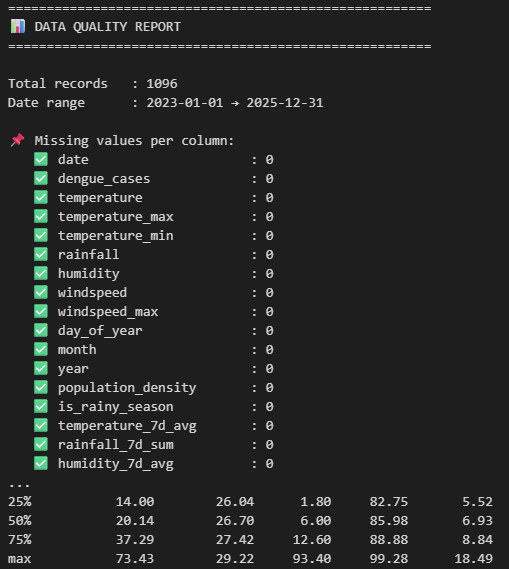 ======================================================
📊 DATA QUALITY REPORT
======================================================
Total records   : 1096
Date range      : 2023-01-01 → 2025-12-31
📌 Missing values per column:
✅ date                     : 0
✅ dengue_cases             : 0
✅ temperature              : 0
✅ temperature_max          : 0
✅ temperature_min          : 0
✅ rainfall                 : 0
✅ humidity                 : 0
✅ windspeed                : 0
✅ windspeed_max            : 0
✅ day_of_year              : 0
✅ month                    : 0
✅ year                     : 0
✅ population_density       : 0
✅ is_rainy_season          : 0
✅ temperature_7d_avg       : 0
✅ rainfall_7d_sum          : 0
✅ humidity_7d_avg          : 0
...
25%           14.00        26.04      1.80     82.75       5.52
50%           20.14        26.70      6.00     85.98       6.93
75%           37.29        27.42     12.60     88.88       8.84
max           73.43        29.22     93.40     99.28      18.49